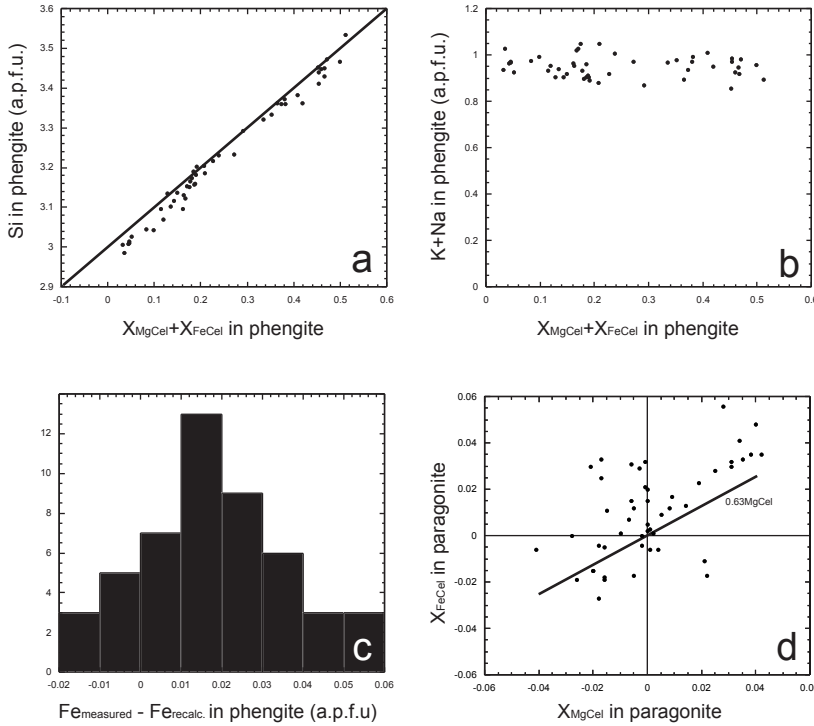 3.6
3.5
3.4
3.3
3.2
3.1
3
2.9
-0.1 0 0.1 0.2 0.3 0.4 0.5 0.6
Si in phengite (a.p.f.u.)
XMgCel+XFeCel in phengite
a
1.2
1
0.8
0.6
0.4
0.2
0
0 0.1 0.2 0.3 0.4 0.5 0.6
K+Na in phengite (a.p.f.u.)
XMgCel+XFeCel in phengite
b
12
10
8
6
4
2
0
-0.02 -0.01 0 0.01 0.02 0.03 0.04 0.05 0.06
Femeasured - Ferecalc. in phengite (a.p.f.u)
c
0.06
0.04
0.02
0
-0.02
-0.04
-0.06
-0.06 -0.04 -0.02 0 0.02 0.04 0.0
XFeCel in paragonite
XMgCel in paragonite
0.63MgCel
d